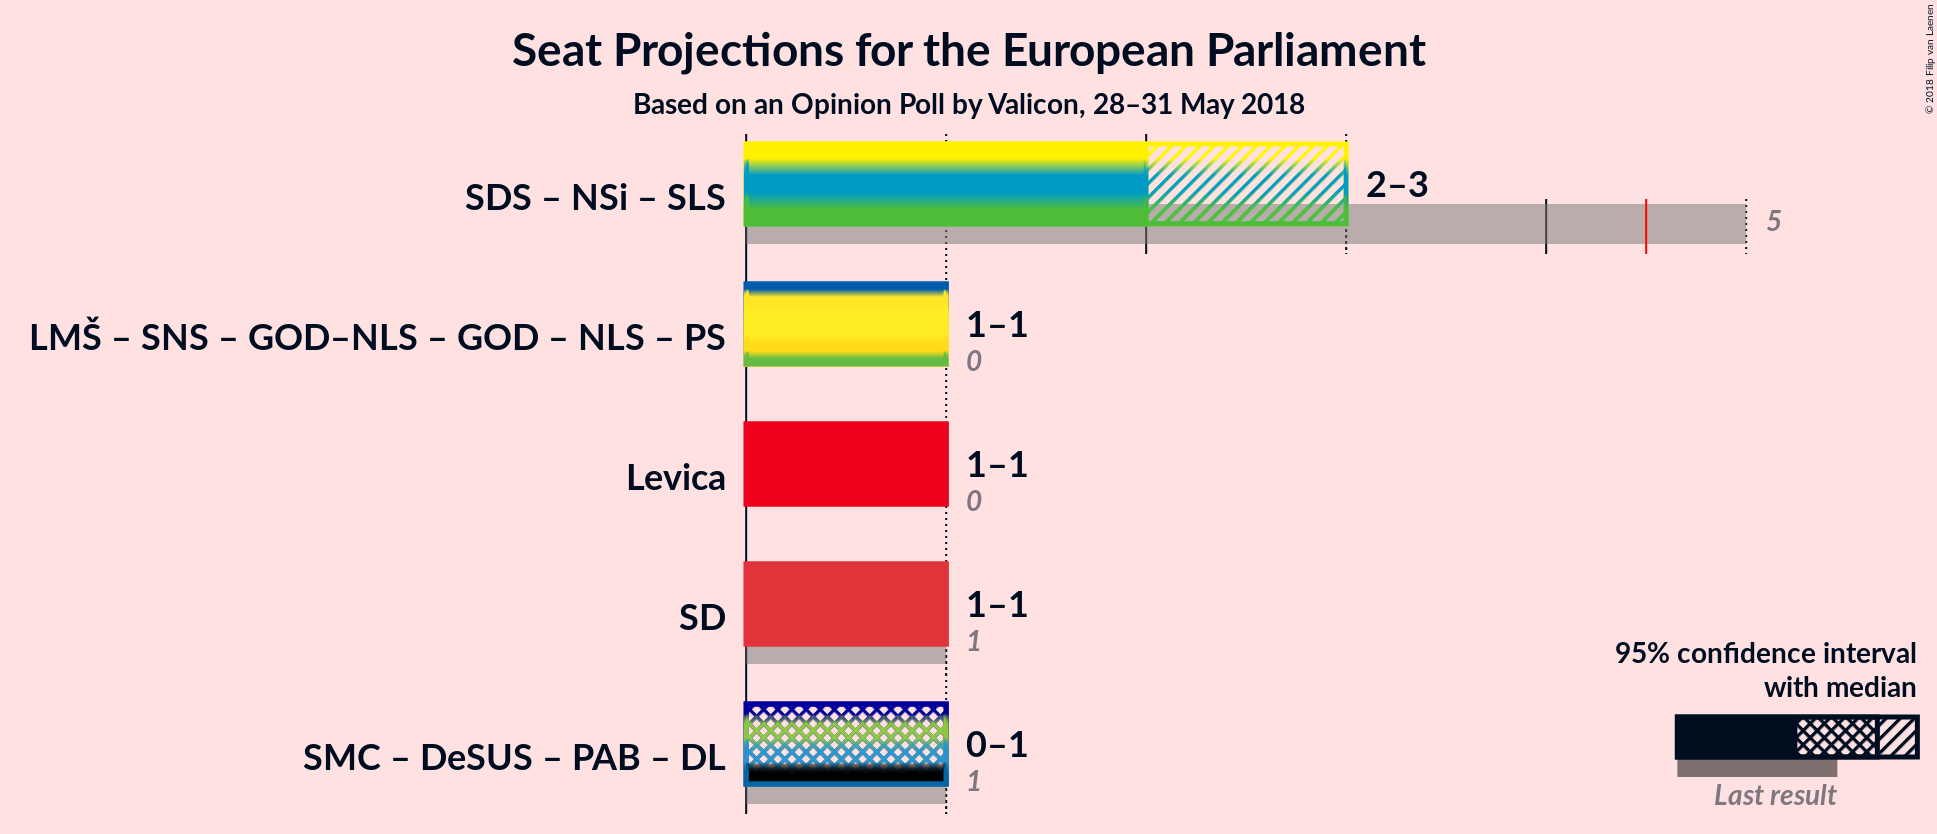 Seat Projections for the European Parliament
Based on an Opinion Poll by Valicon, 28–31 May 2018
© 2018 Filip van Laenen
SDS – NSi – SLS
2–3
5
LMŠ – SNS – GOD–NLS – GOD – NLS – PS
1–1
0
Levica
1–1
0
SD
1–1
1
SMC – DeSUS – PAB – DL
0–1
1
95% confidence interval
with median
Last result